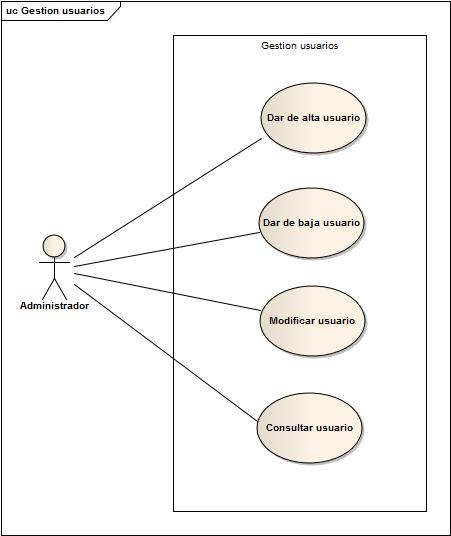 uc Gestion usuarios
Gestion usuarios
Dar de alta usuario
Dar de baja usuario
Administrador
Modificar usuario
Consultar usuario